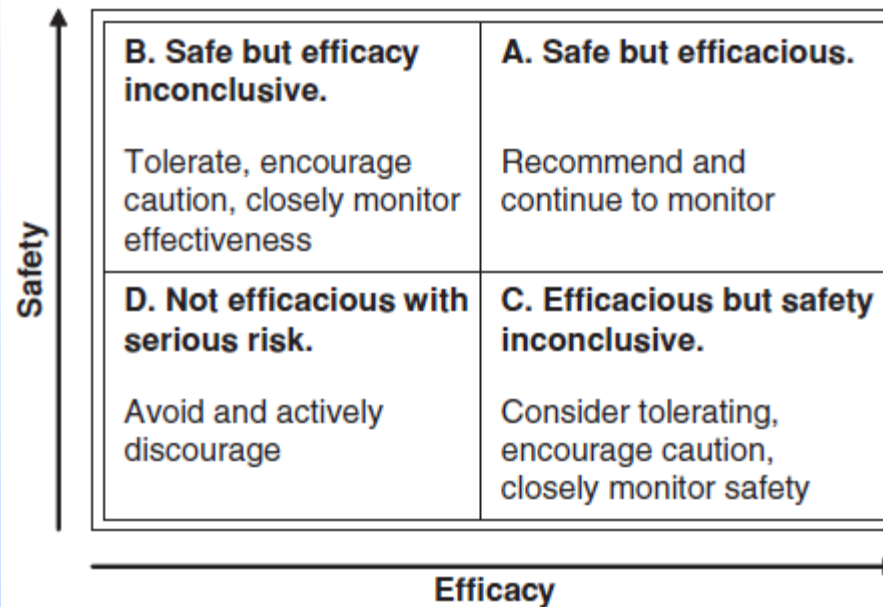 B. Safe but efficacy
inconclusive.
Tolerate, encourage
caution, closely monitor
effectiveness
A. Safe but efficacious.
Recommend and
continue to monitor
Safety
D. Not efficacious with
serious risk.
Avoid and actively
discourage
C. Efficacious but safety
inconclusive.
Consider tolerating,
encourage caution,
closely monitor safety
Efficacy